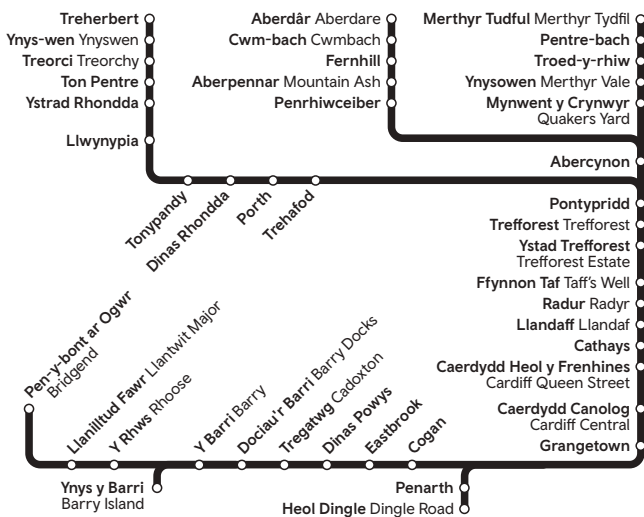 Treherbert
Ynys-wen Ynyswen
Treorci Treorchy
Ton Pentre
Ystrad Rhondda
Llwynypia
Tonypandy
Dinas Rhondda
Porth
Trehafod
Aberdâr Aberdare
Cwm-bach Cwmbach
Fernhill
Aberpennar Mountain Ash
Penrhiwceiber
Merthyr Tudful Merthyr Tydfil
Pentre-bach
Troed-y-rhiw
Ynysowen Merthyr Vale
Mynwent y Crynwyr
Quakers Yard
Abercynon
Pontypridd
Trefforest Trefforest
Ystad Trefforest
Trefforest Estate
Ffynnon Taf Taff's Well
Radur Radyr
Llandaff Llandaf
Cathays
Caerdydd Heol y Frenhines
Cardiff Queen Street
Caerdydd Canolog
Cardiff Central
Grangetown
Pen-y-bont ar Ogwr
Bridgend
Llanilltud Fawr Llantwit Major
Y Rhws Rhoose
Y Barri Barry
Dociau'r Barri Barry Docks
Tregatwg Cadoxton
Dinas Powys
Eastbrook
Cogan
Ynys y Barri
Barry Island
Penarth
Heol Dingle Dingle Road